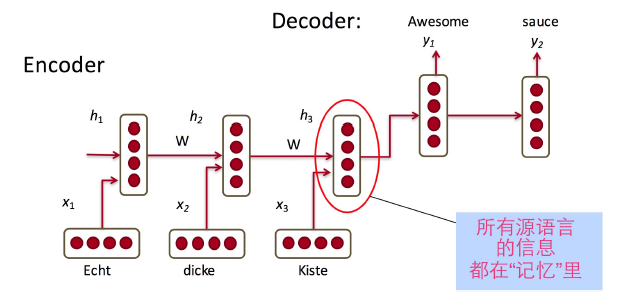 Decoder:
Awesome
sauce
y1
y2
Encoder
h1
h2
h3
W
W
x1
x2
x3
Echt
dicke
Kiste
所有源语言
的信息
都在“记忆”里